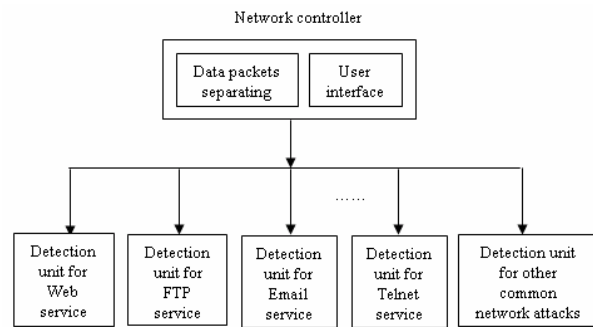 Network controller
Data packets
separating
User
interface
......
Detection
unit for
Web
service
Detection
unit for
FTP
service
Detection
unit for
Email
service
Detection
unit for
Telnet
service
Detection unit
for other
common
network attacks